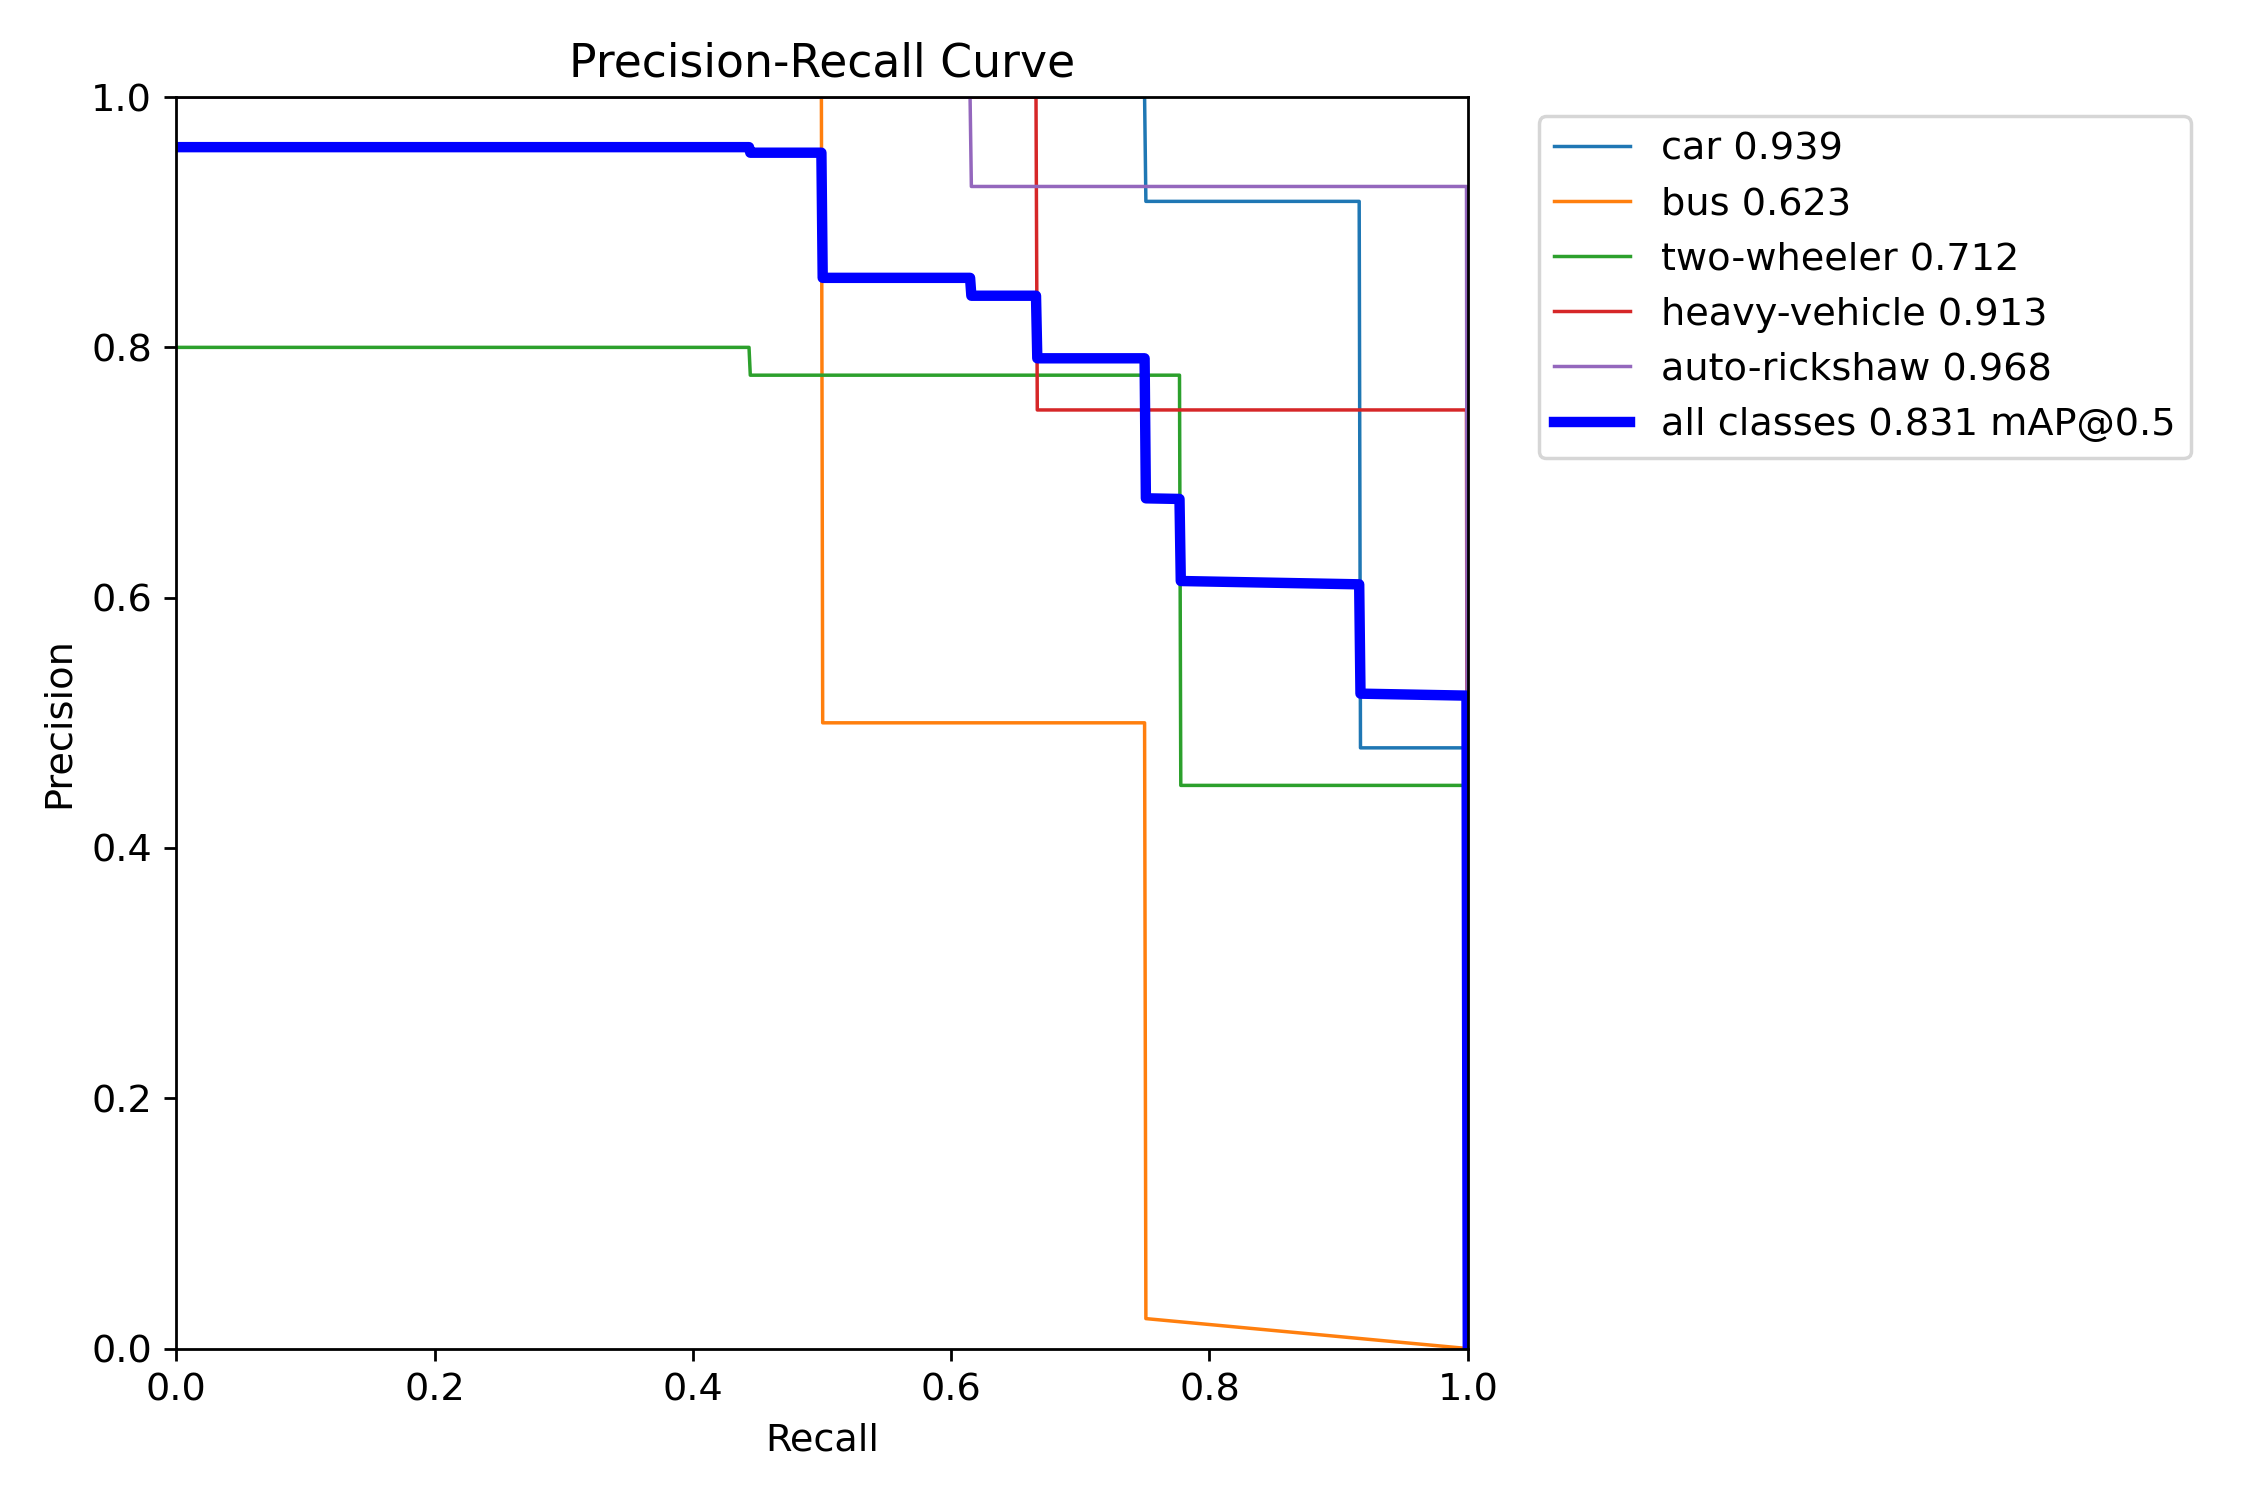 Precision-Recall Curve
1.0
0.8
0.6
0.4
0.2
0.0
Precision
0.0 0.2 0.4 0.6 0.8 1.0
Recall
car 0.939
bus 0.623
two-wheeler 0.712
heavy-vehicle 0.913
auto-rickshaw 0.968
all classes 0.831 mAP@0.5